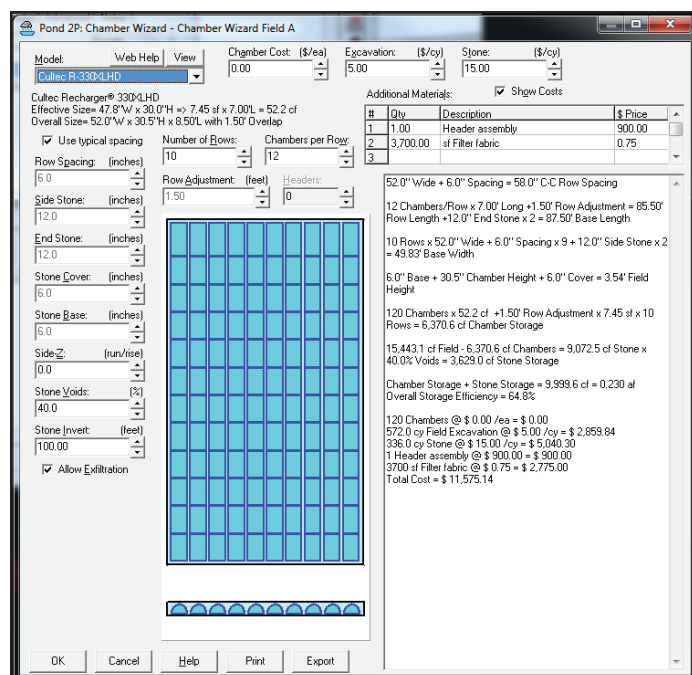 Pond 2P: Chamber Wizard - Chamber Wizard Field A
Model: Web Help View
Cultec R-330XLHD
Chamber Cost: ($/ea) Excavation: ($/cy) Stone: ($/cy)
0.00 5.00 15.00
Cultec Recharger® 330XLHD
Effective Size= 47.8"W x 30.0"H => 7.45 sf x 7.00'L = 52.2 cf
Overall Size= 52.0"W x 30.5"H x 8.50'L with 1.50' Overlap
Additional Materials: Show Costs
# Qty Description $ Price
1 1.00 Header assembly 900.00
2 3,700.00 sf Filter fabric 0.75
3
Use typical spacing
Number of Rows: Chambers per Row:
10 12
Row Spacing: (inches)
6.0
Row Adjustment: (feet) Headers:
1.50 0
Side Stone: (inches)
12.0
End Stone: (inches)
12.0
Stone Cover: (inches)
6.0
Stone Base: (inches)
6.0
Side-Z: (run/rise)
0.0
Stone Voids: (%)
40.0
Stone Invert: (feet)
100.00
Allow Exfiltration
52.0" Wide + 6.0" Spacing = 58.0" C-C Row Spacing
12 Chambers/Row x 7.00' Long +1.50' Row Adjustment = 85.50'
Row Length +12.0" End Stone x 2 = 87.50' Base Length
10 Rows x 52.0" Wide + 6.0" Spacing x 9 + 12.0" Side Stone x 2
= 49.83' Base Width
6.0" Base + 30.5" Chamber Height + 6.0" Cover = 3.54' Field
Height
120 Chambers x 52.2 cf +1.50' Row Adjustment x 7.45 sf x 10
Rows = 6,370.6 cf Chamber Storage
15,443.1 cf Field - 6,370.6 cf Chambers = 9,072.5 cf Stone x
40.0% Voids = 3,629.0 cf Stone Storage
Chamber Storage + Stone Storage = 9,999.6 cf = 0.230 af
Overall Storage Efficiency = 64.8%
120 Chambers @ $ 0.00 /ea = $ 0.00
572.0 cy Field Excavation @ $ 5.00 /cy = $ 2,859.84
336.0 cy Stone @ $ 15.00 /cy = $ 5,040.30
1 Header assembly @ $ 900.00 = $ 900.00
3700 sf Filter fabric @ $ 0.75 = $ 2,775.00
Total Cost = $ 11,575.14
OK Cancel Help Print Export